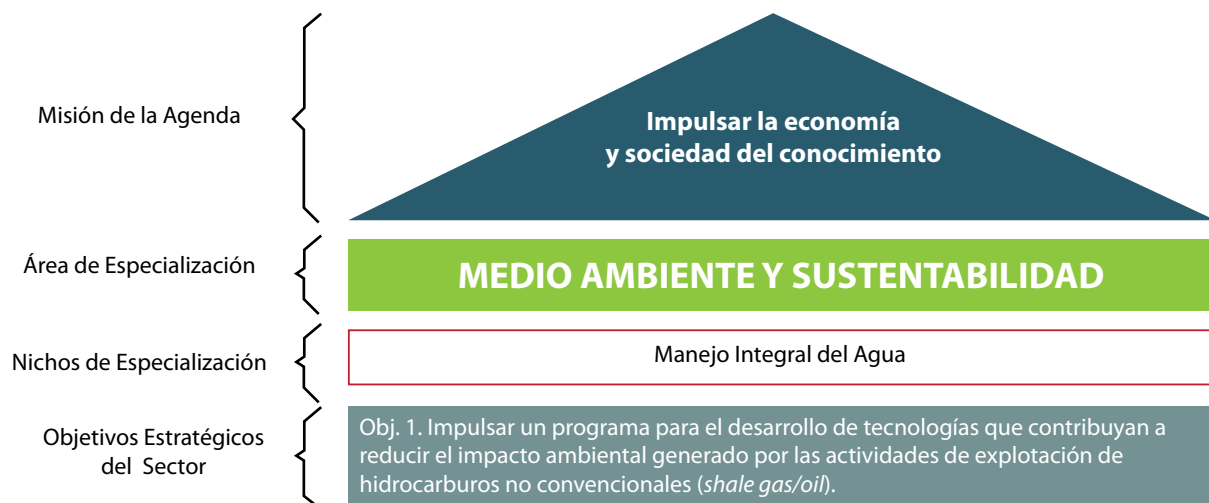 Misión de la Agenda
Impulsar la economía
y sociedad del conocimiento
Área de Especialización
MEDIO AMBIENTE Y SUSTENTABILIDAD
Nichos de Especialización
Manejo Integral del Agua
Objetivos Estratégicos
del Sector
Obj. 1. Impulsar un programa para el desarrollo de tecnologías que contribuyan a
reducir el impacto ambiental generado por las actividades de explotación de
hidrocarburos no convencionales (shale gas/oil).